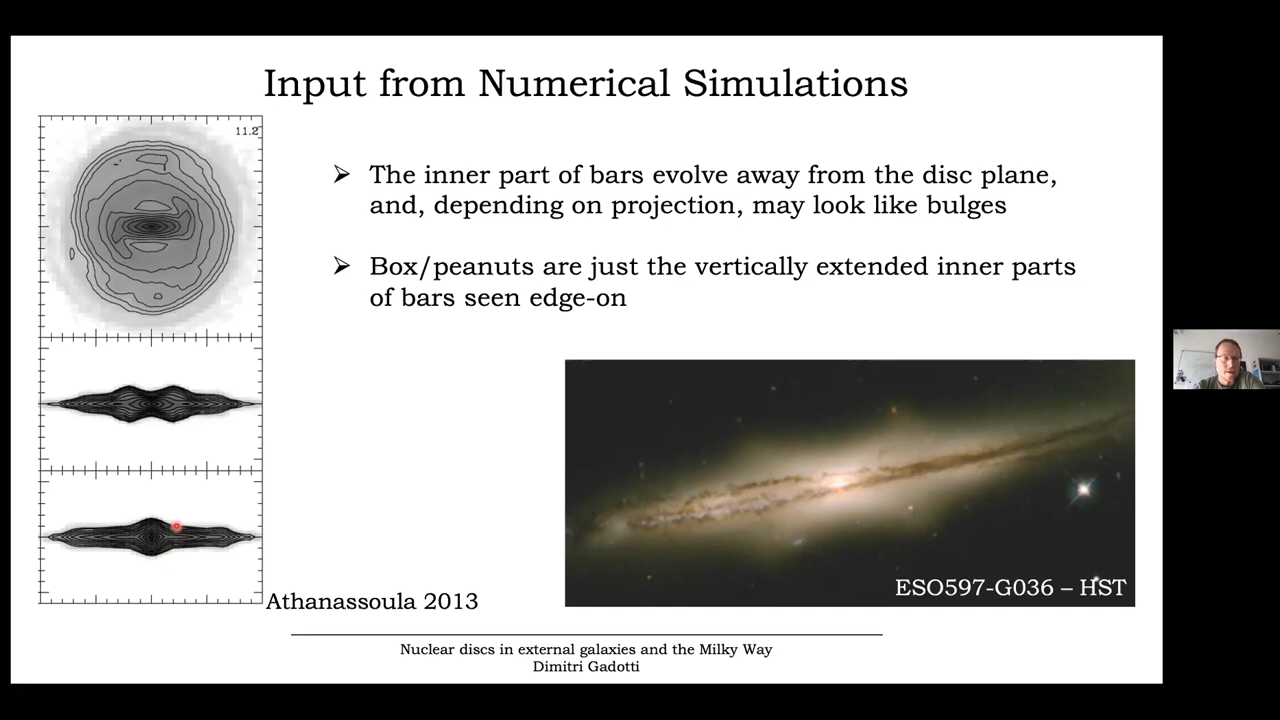 Input from Numerical Simulations
11.2
➢ The inner part of bars evolve away from the disc plane,
and, depending on projection, may look like bulges
➢ Box/peanuts are just the vertically extended inner parts
of bars seen edge-on
ESO597-G036 – HST
Athanassoula 2013
Nuclear discs in external galaxies and the Milky Way
Dimitri Gadotti